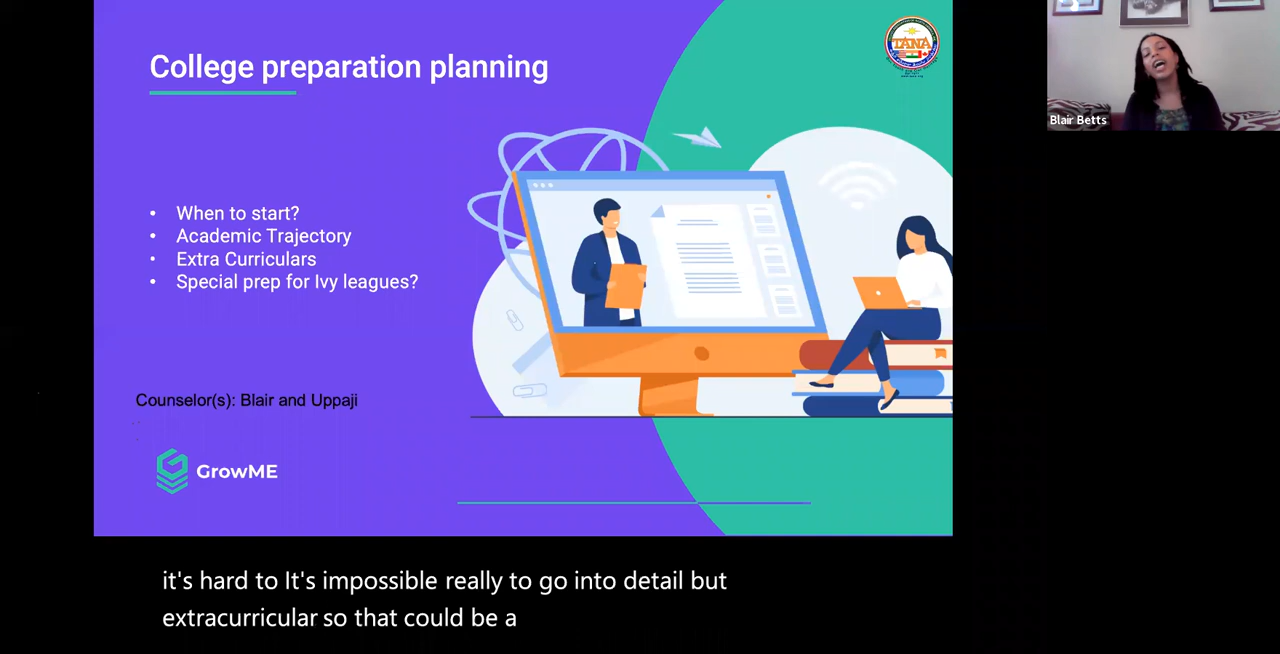 College preparation planning
TANA
• When to start?
• Academic Trajectory
• Extra Curriculars
• Special prep for Ivy leagues?
Counselor(s): Blair and Uppaji
GrowME
Blair Betts
it's hard to It's impossible really to go into detail but
extracurricular so that could be a